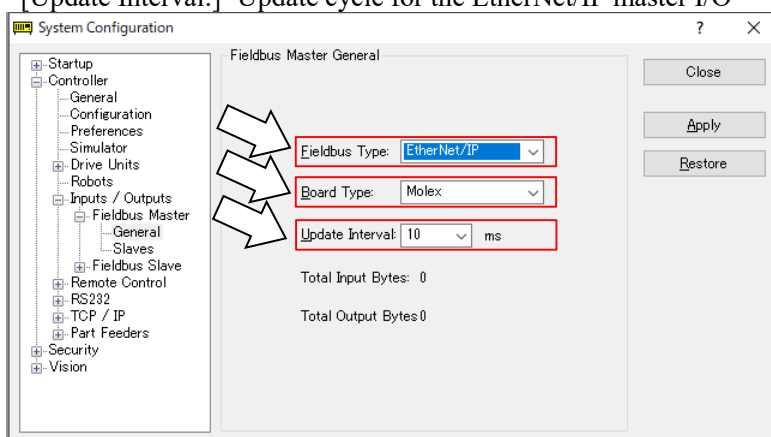 [Update Interval:] Update cycle for the EtherNet/IP master I/O
System Configuration
? ×
Startup
Controller
General
Configuration
Preferences
Simulator
Drive Units
Robots
Inputs / Outputs
Fieldbus Master
General
Slaves
Fieldbus Slave
Remote Control
RS232
TCP / IP
Part Feeders
Security
Vision
Fieldbus Master General
Fieldbus Type: EtherNet/IP
Board Type: Molex
Update Interval: 10 ms
Total Input Bytes: 0
Total Output Bytes 0
Close
Apply
Restore